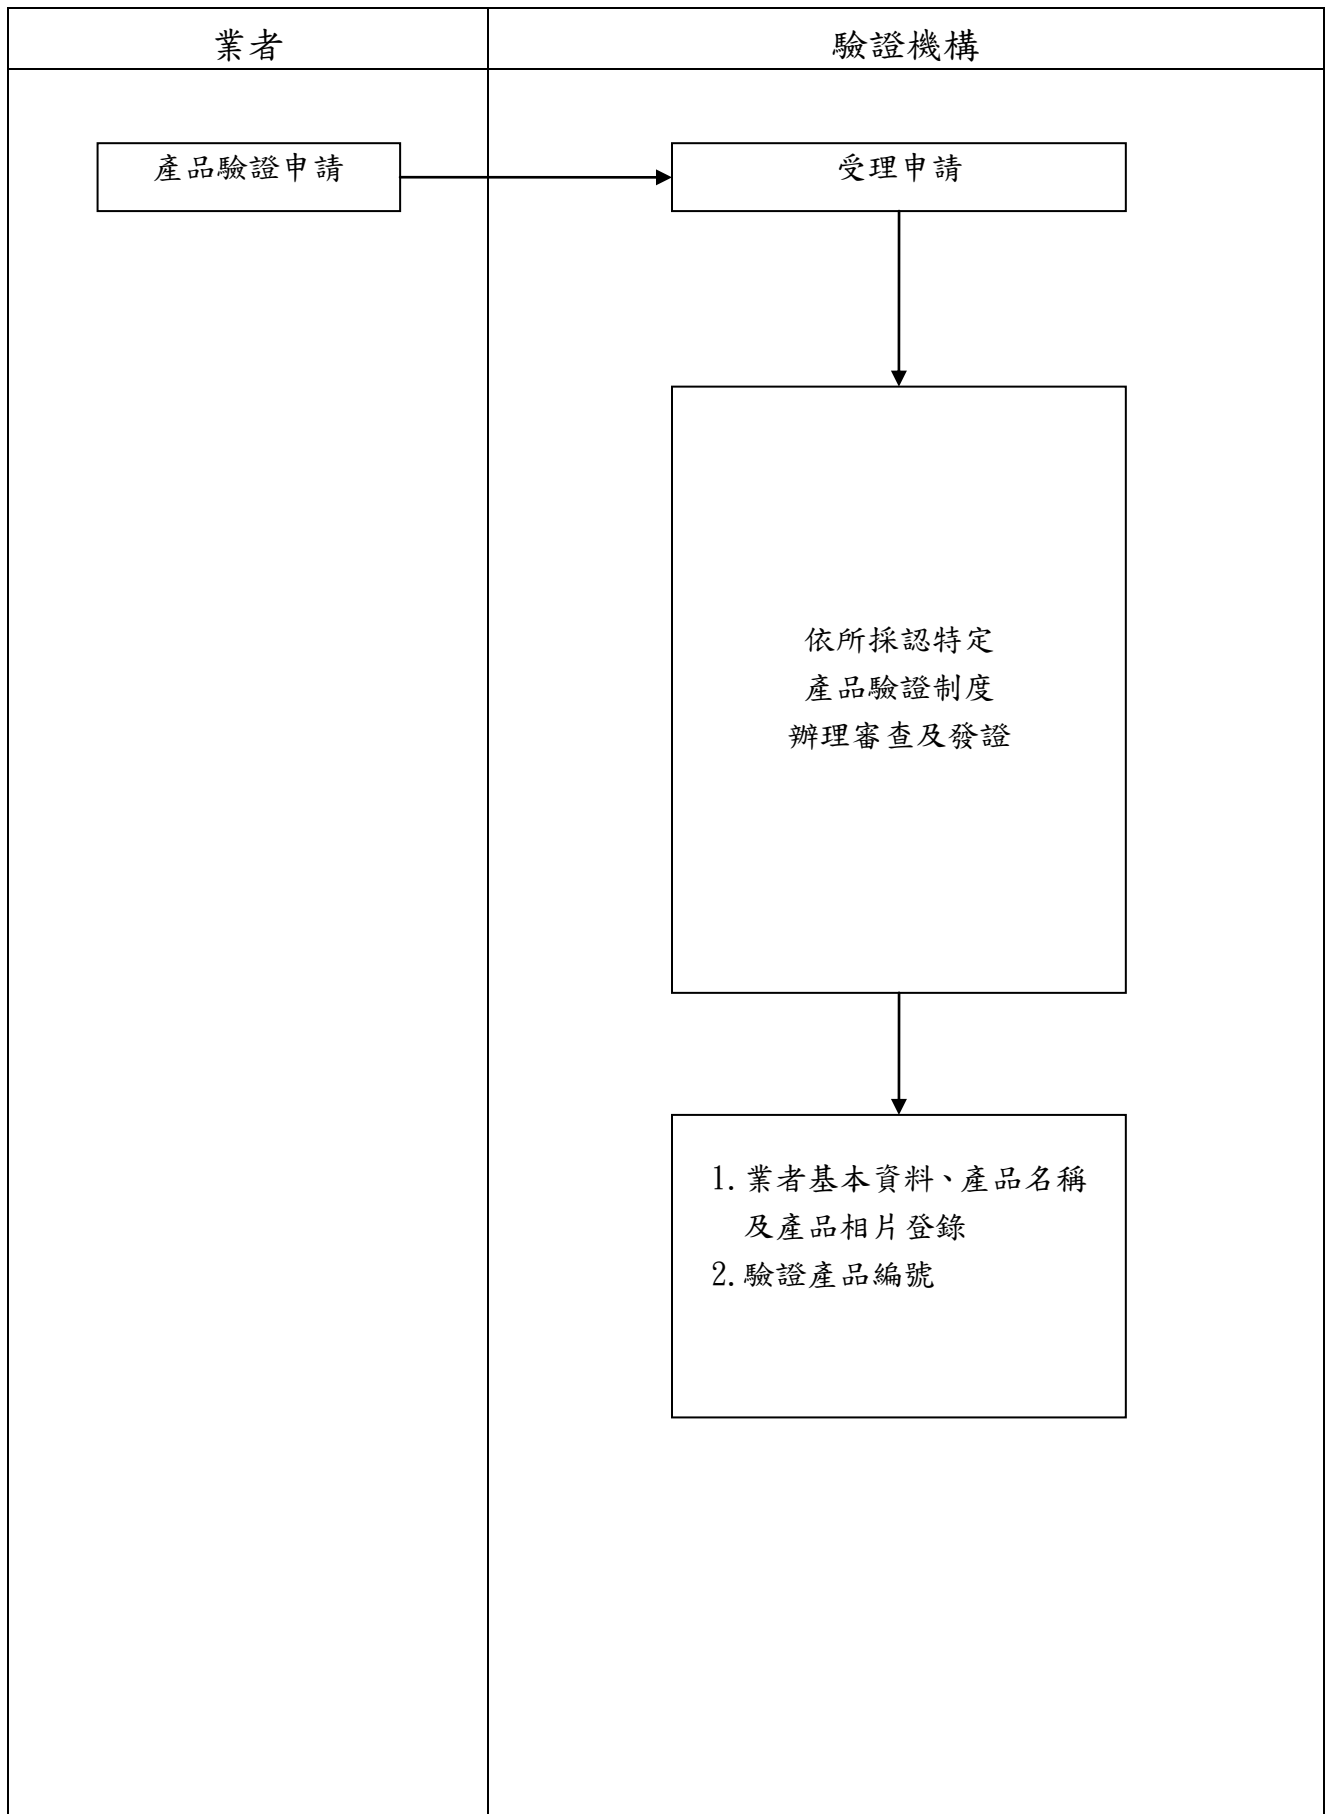 業者
驗證機構
產品驗證申請
受理申請
依所採認特定
產品驗證制度
辦理審查及發證
1.業者基本資料、產品名稱
及產品相片登錄
2.驗證產品編號